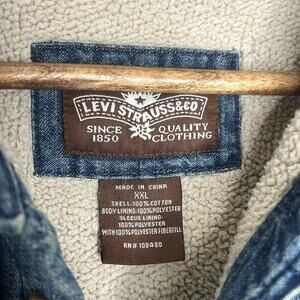 LEVI STRAUSS&CO
SINCE QUALITY
1850 CLOTHING
MADE IN CHINA
XXL
SHELL:100% COTTON
BODY LINING:100% POLYESTER
SLEEVE LINING:
100% POLYESTER
WITH 100% POLYESTER FIBERFILL
RN# 108480